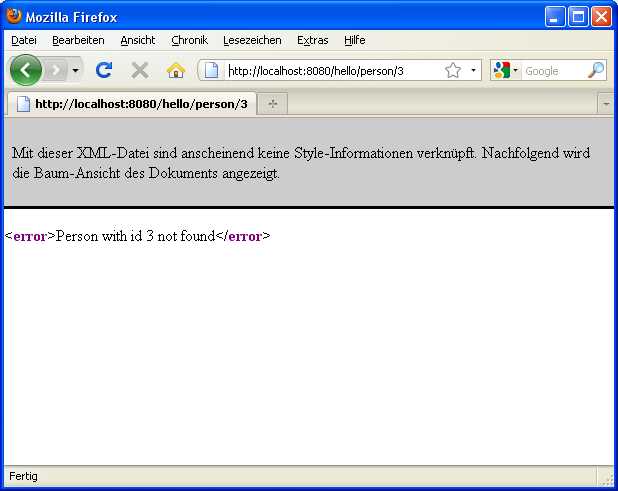 Mozilla Firefox
Datei Bearbeiten Ansicht Chronik Lesezeichen Extras Hilfe
http://localhost:8080/hello/person/3 Google
http://localhost:8080/hello/person/3
Mit dieser XML-Datei sind anscheinend keine Style-Informationen verknüpft. Nachfolgend wird
die Baum-Ansicht des Dokuments angezeigt.
<error>Person with id 3 not found</error>
Fertig